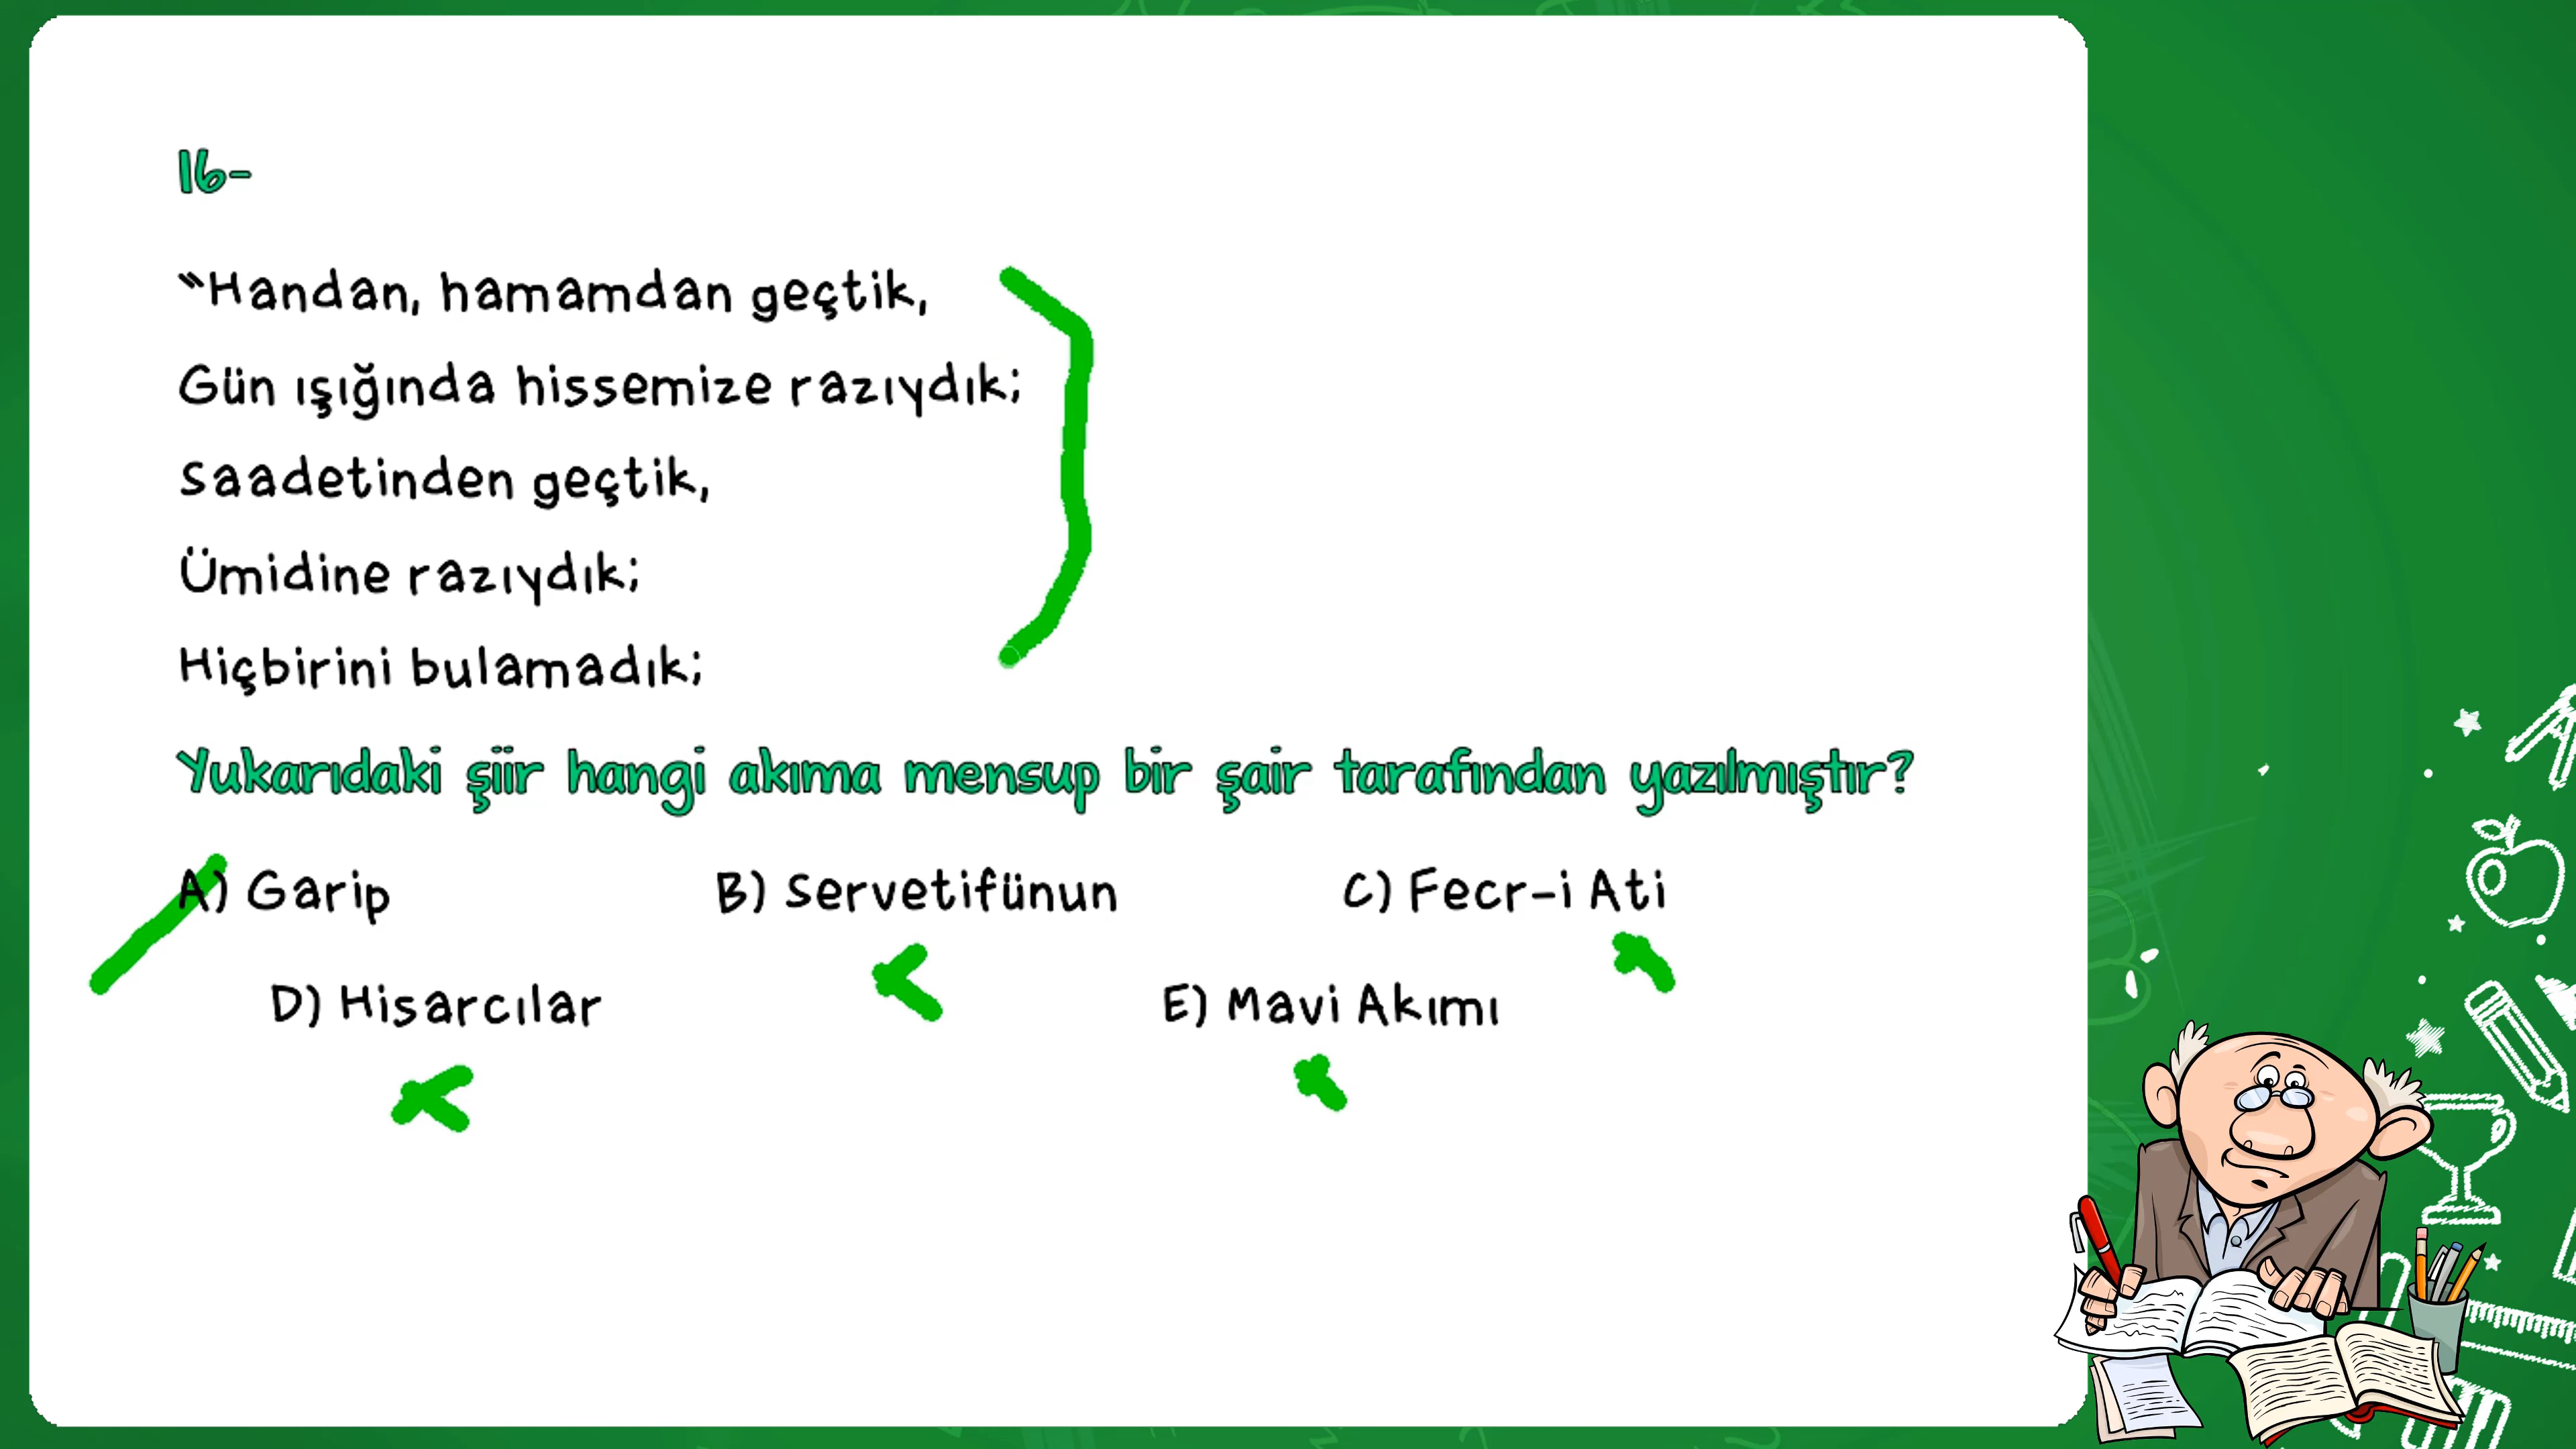 16-
"Handan, hamamdan geçtik,
Gün ışığında hissemize razıydık;
Saadetinden geçtik,
Ümidine razıydık;
Hiçbirini bulamadık;
Yukarıdaki şiir hangi akıma mensup bir şair tarafından yazılmıştır?
A) Garip B) Servetifünun C) Fecr-i Ati
D) Hisarcılar E) Mavi Akımı